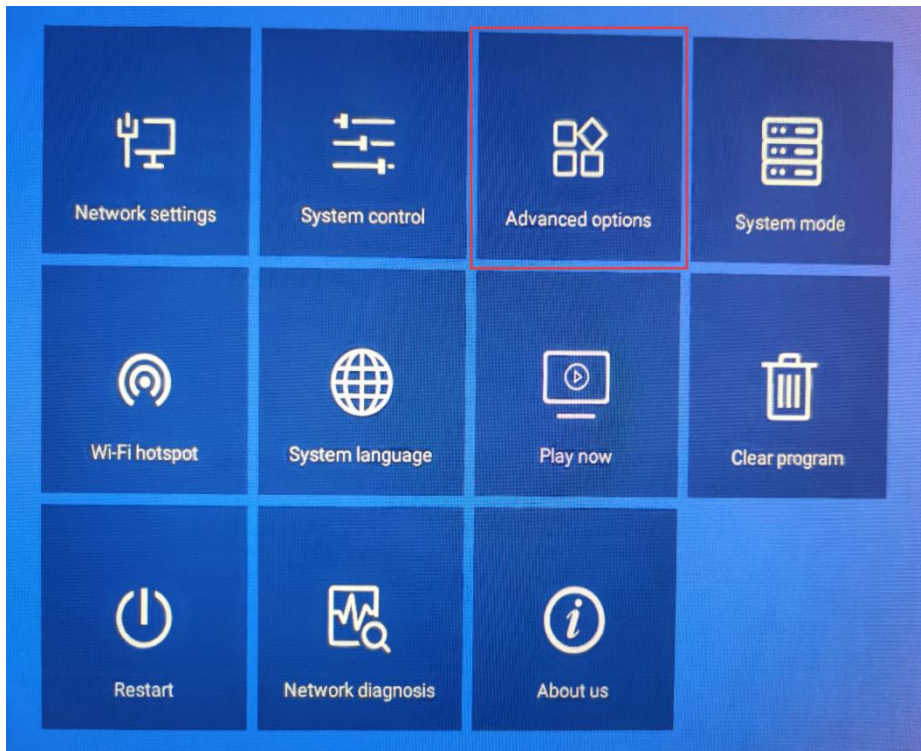 Network settings
System control
Advanced options
System mode
Wi-Fi hotspot
System language
Play now
Clear program
Restart
Network diagnosis
About us